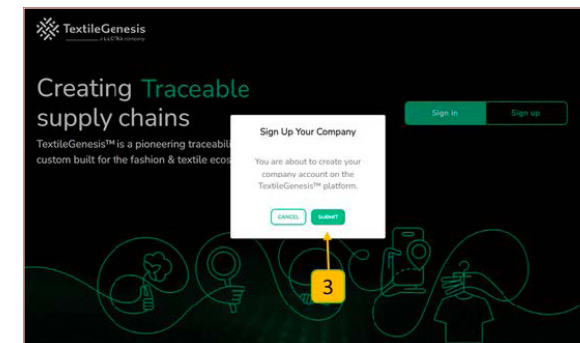 TextileGenesis
a LECTRA company
Creating Traceable
supply chains
TextileGenesis™ is a pioneering traceabili
custom built for the fashion & textile ecos
Sign in
Sign up
Sign Up Your Company
You are about to create your
company account on the
TextileGenesis™ platform.
CANCEL
SUBMIT
3